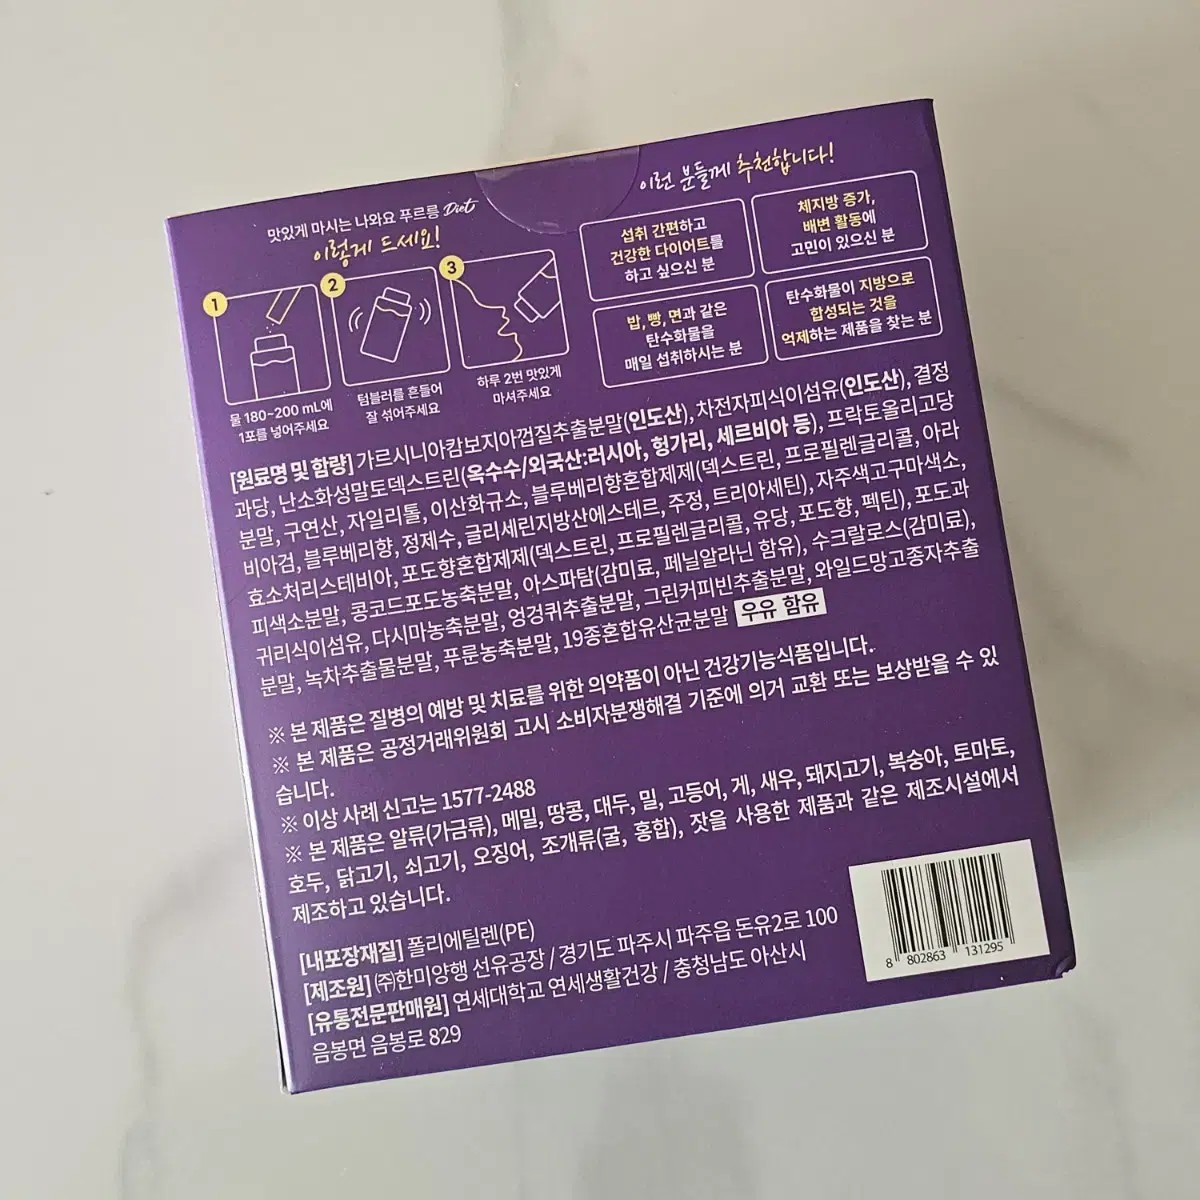 맛있게 마시는 나와요 푸르릉 Diet
이렇게 드세요!
1
물 180~200 mL에
1포를 넣어주세요
2
텀블러를 흔들어
잘 섞어주세요
3
하루 2번 맛있게
마셔주세요
이런 분들께 추천합니다!
섭취 간편하고
건강한 다이어트를
하고 싶으신 분
체지방 증가,
배변 활동에
고민이 있으신 분
밥, 빵, 면과 같은
탄수화물을
매일 섭취하시는 분
탄수화물이 지방으로
합성되는 것을
억제하는 제품을 찾는 분
[원료명 및 함량] 가르시니아캄보지아껍질추출분말(인도산), 차전자피식이섬유(인도산), 결정
과당, 난소화성말토덱스트린(옥수수/외국산:러시아, 헝가리, 세르비아 등), 프락토올리고당
분말, 구연산, 자일리톨, 이산화규소, 블루베리향혼합제제(덱스트린, 프로필렌글리콜, 아라
비아검, 블루베리향, 정제수, 글리세린지방산에스테르, 주정, 트리아세틴), 자주색고구마색소,
효소처리스테비아, 포도향혼합제제(덱스트린, 프로필렌글리콜, 유당, 포도향, 펙틴), 포도과
피색소분말, 콩코드포도농축분말, 아스파탐(감미료, 페닐알라닌 함유), 수크랄로스(감미료),
귀리식이섬유, 다시마농축분말, 엉겅퀴추출분말, 그린커피빈추출분말, 와일드망고종자추출
분말, 녹차추출물분말, 푸룬농축분말, 19종혼합유산균분말 우유 함유
※ 본 제품은 질병의 예방 및 치료를 위한 의약품이 아닌 건강기능식품입니다.
※ 본 제품은 공정거래위원회 고시 소비자분쟁해결 기준에 의거 교환 또는 보상받을 수 있
습니다.
※ 이상 사례 신고는 1577-2488
※ 본 제품은 알류(가금류), 메밀, 땅콩, 대두, 밀, 고등어, 게, 새우, 돼지고기, 복숭아, 토마토,
호두, 닭고기, 쇠고기, 오징어, 조개류(굴, 홍합), 잣을 사용한 제품과 같은 제조시설에서
제조하고 있습니다.
[내포장재질] 폴리에틸렌(PE)
[제조원] ㈜한미양행 선유공장 / 경기도 파주시 파주읍 돈유2로 100
[유통전문판매원] 연세대학교 연세생활건강 / 충청남도 아산시
음봉면 음봉로 829
8 802863 131295